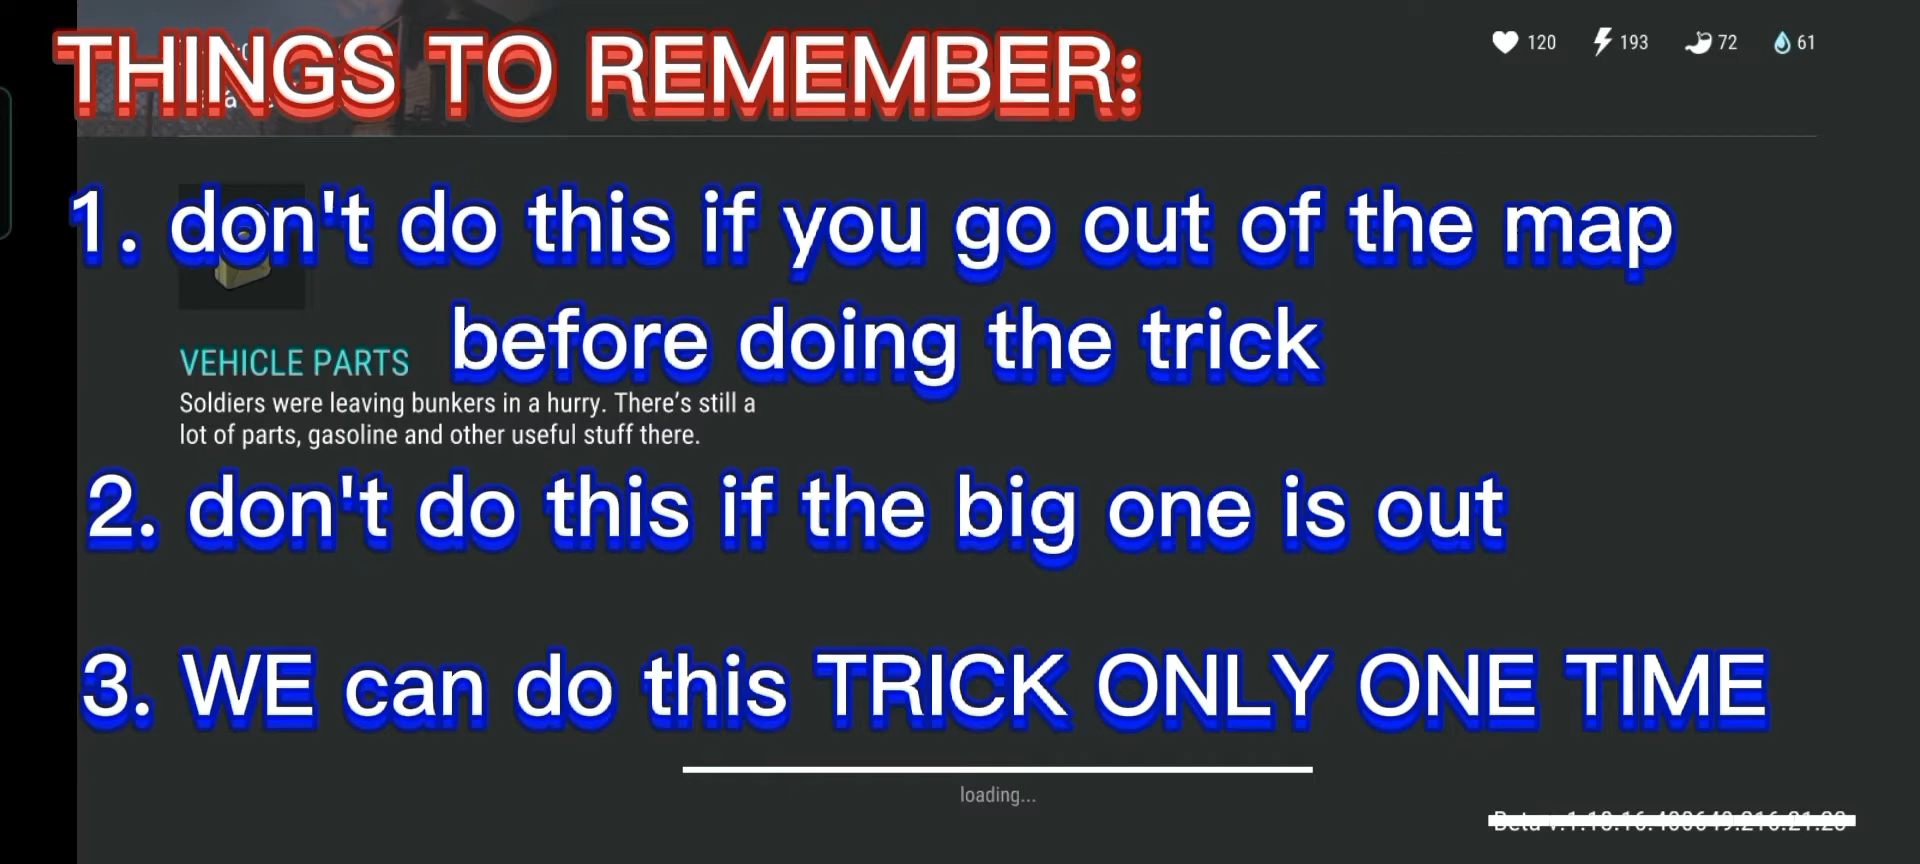 THINGS TO REMEMBER:
120 193 72 61
1. don't do this if you go out of the map
before doing the trick
VEHICLE PARTS
Soldiers were leaving bunkers in a hurry. There's still a
lot of parts, gasoline and other useful stuff there.
2. don't do this if the big one is out
3. WE can do this TRICK ONLY ONE TIME
loading...